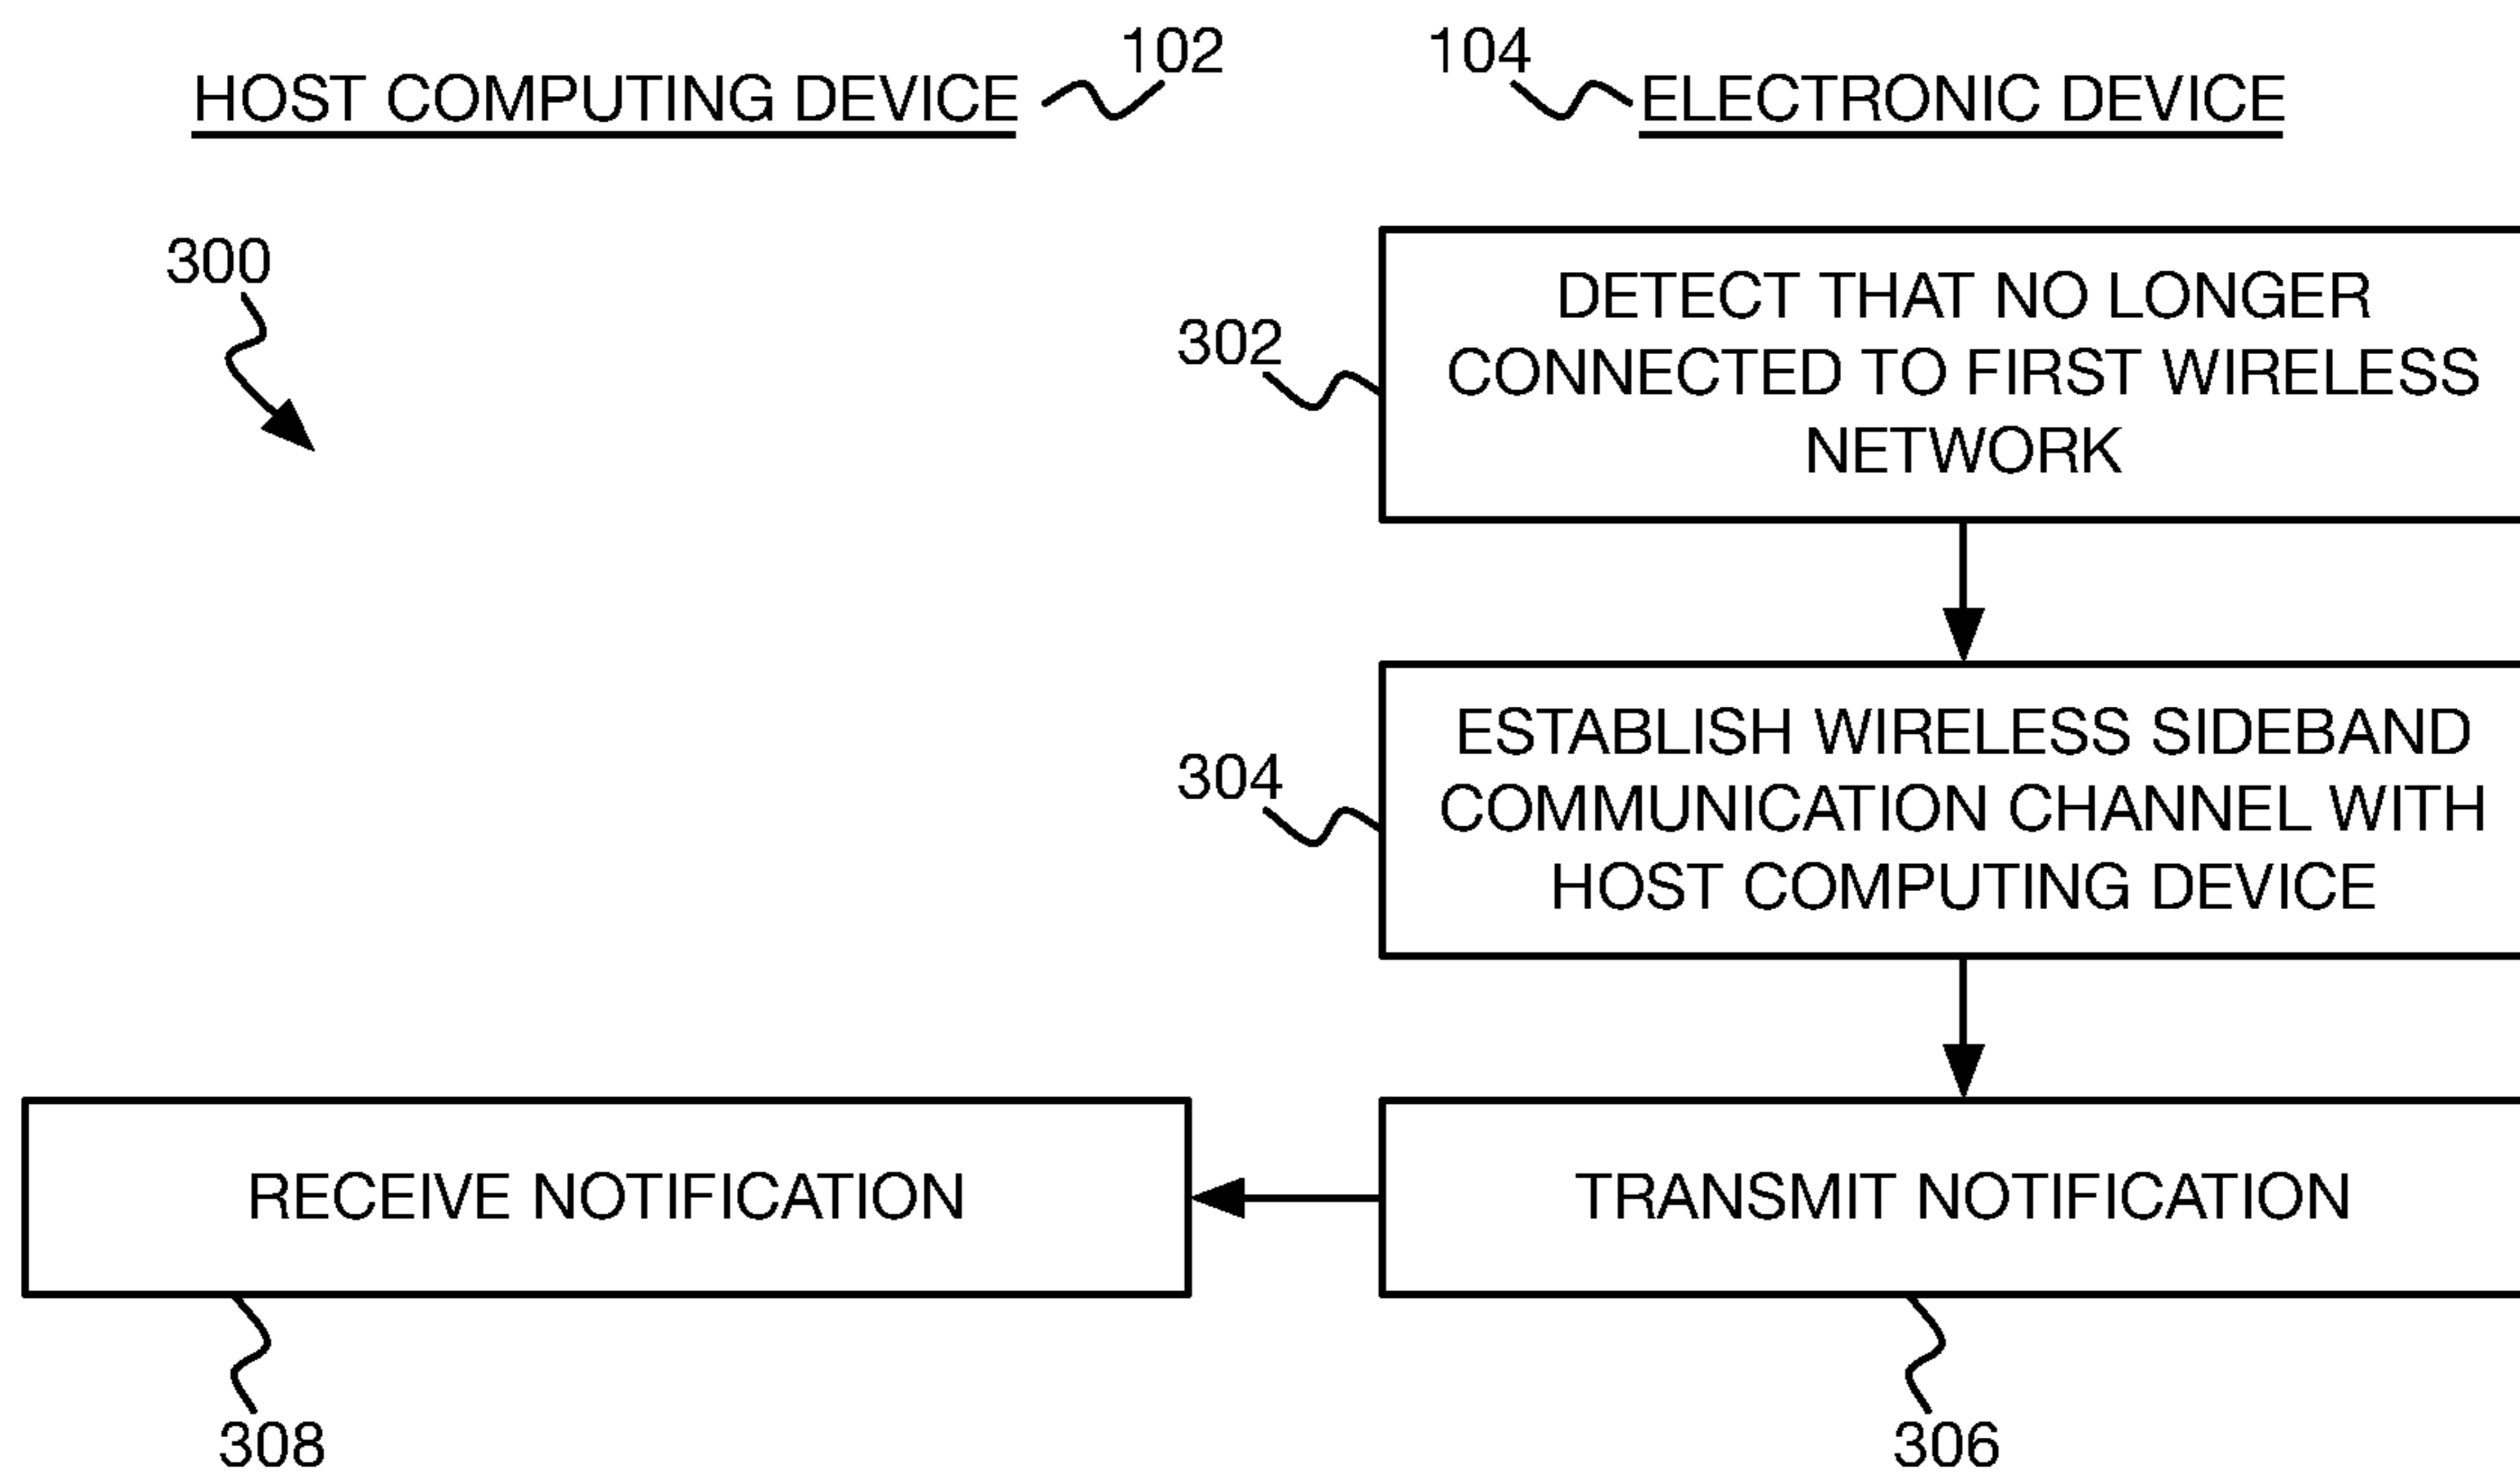 102
104
HOST COMPUTING DEVICE
ELECTRONIC DEVICE
300
302
DETECT THAT NO LONGER
CONNECTED TO FIRST WIRELESS
NETWORK
304
ESTABLISH WIRELESS SIDEBAND
COMMUNICATION CHANNEL WITH
HOST COMPUTING DEVICE
RECEIVE NOTIFICATION
TRANSMIT NOTIFICATION
308
306